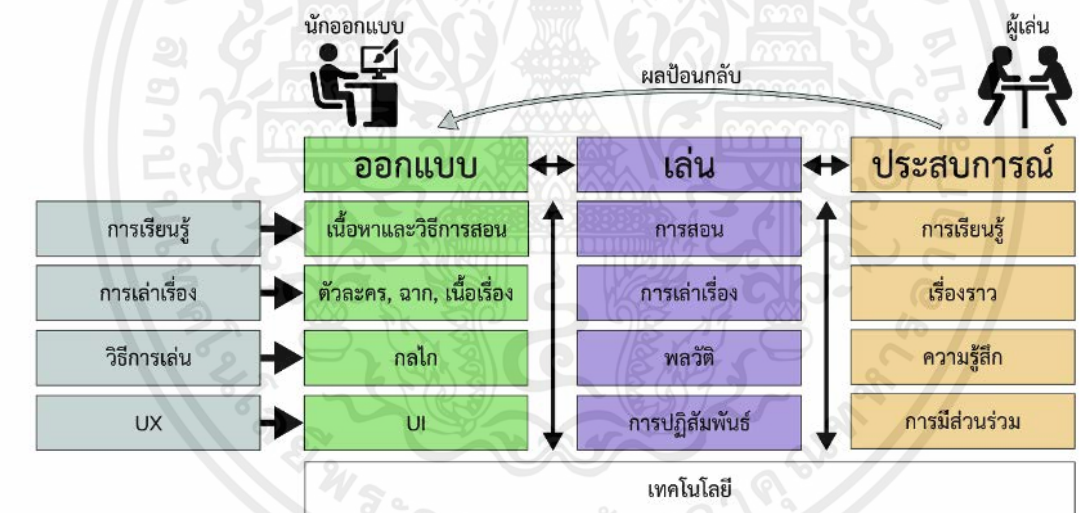 นักออกแบบ
ผู้เล่น
ผลป้อนกลับ
ออกแบบ
เล่น
ประสบการณ์
การเรียนรู้
เนื้อหาและวิธีการสอน
การสอน
การเรียนรู้
การเล่าเรื่อง
ตัวละคร, ฉาก, เนื้อเรื่อง
การเล่าเรื่อง
เรื่องราว
วิธีการเล่น
กลไก
พลวัติ
ความรู้สึก
UX
UI
การปฏิสัมพันธ์
การมีส่วนร่วม
เทคโนโลยี